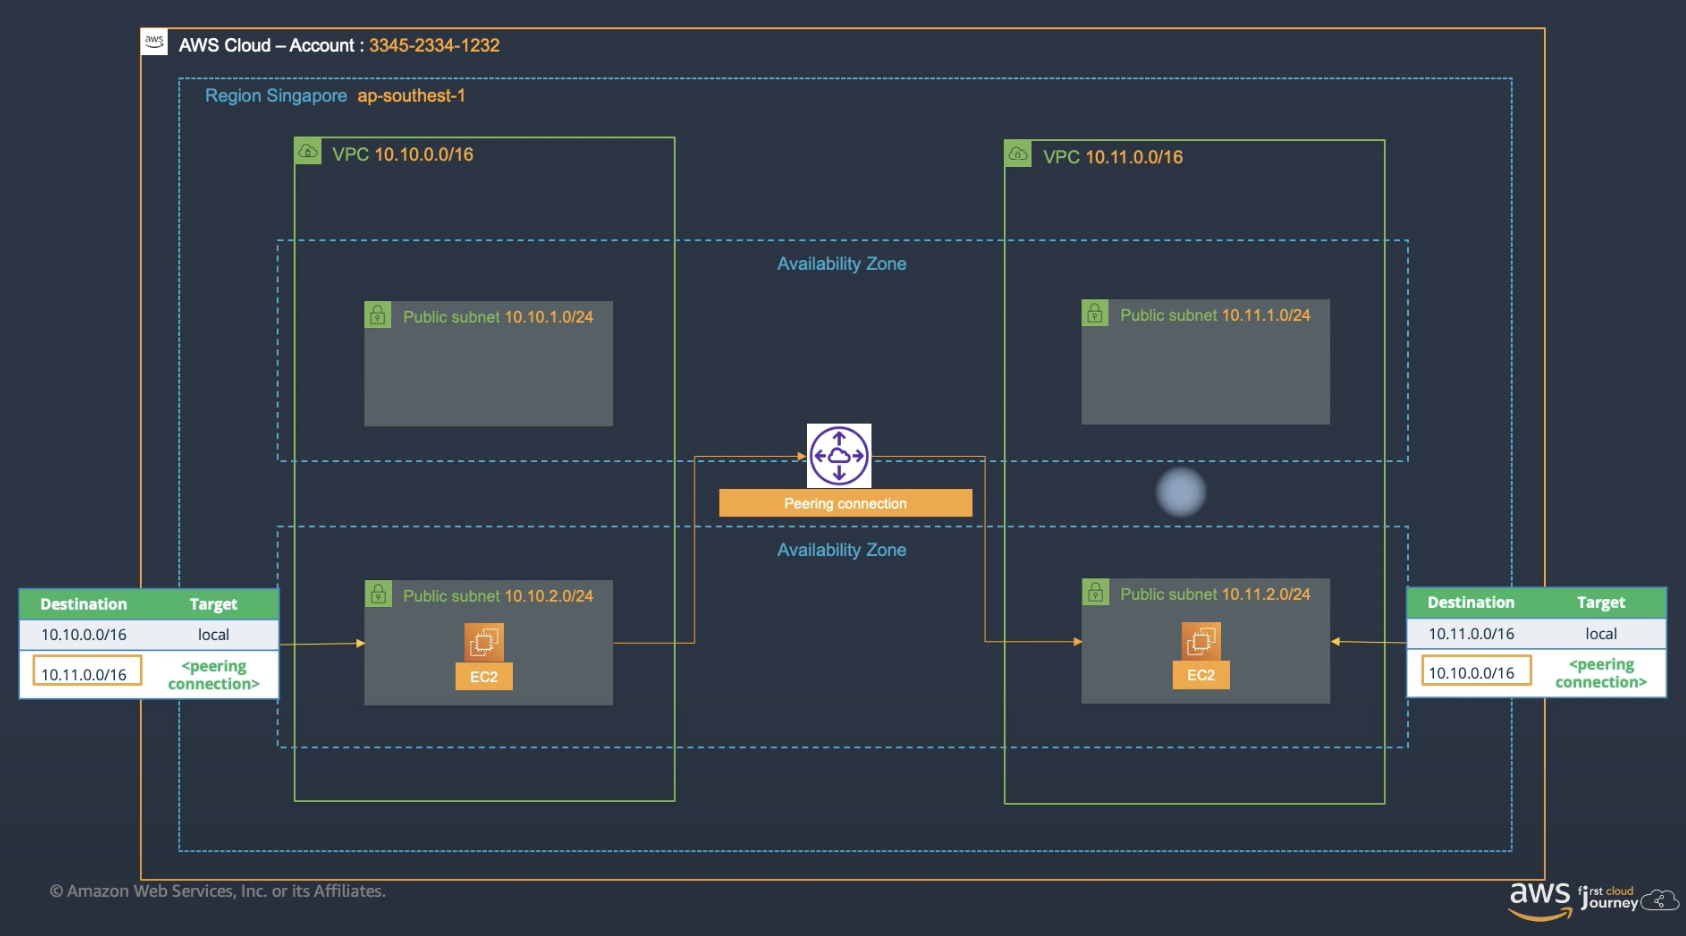 aws
AWS Cloud – Account : 3345-2334-1232
Region Singapore ap-southest-1
VPC 10.10.0.0/16
VPC 10.11.0.0/16
Availability Zone
Public subnet 10.10.1.0/24
Public subnet 10.11.1.0/24
Peering connection
Availability Zone
Public subnet 10.10.2.0/24
EC2
Public subnet 10.11.2.0/24
EC2
Destination Target
10.10.0.0/16 local
10.11.0.0/16 <peering
connection>
Destination Target
10.11.0.0/16 local
10.10.0.0/16 <peering
connection>
© Amazon Web Services, Inc. or its Affiliates.
aws
first cloud
journey